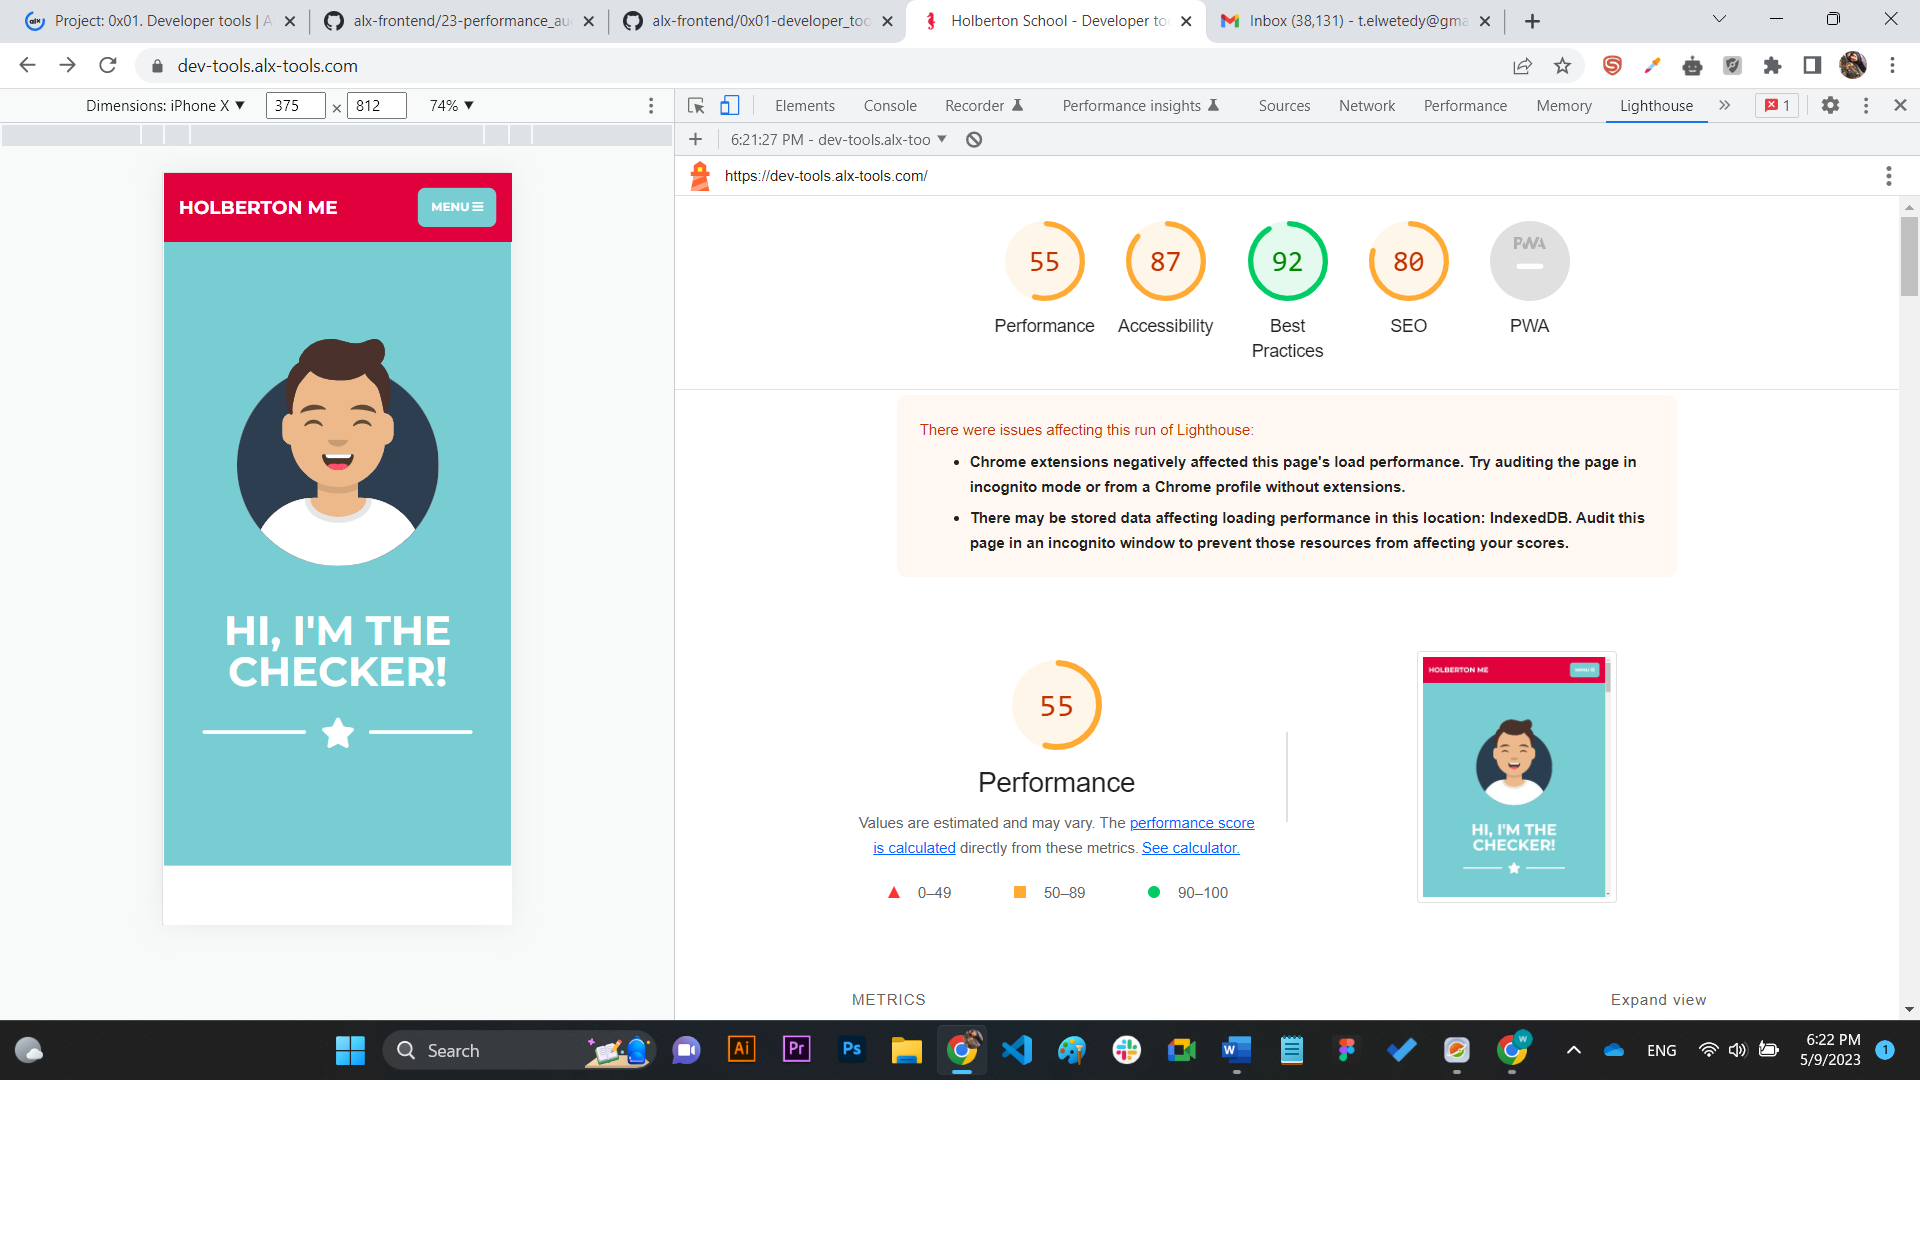 Project: 0x01. Developer tools | A
alx-frontend/23-performance_au
alx-frontend/0x01-developer_too
Holberton School - Developer to
Inbox (38,131) - t.elwetedy@gma
dev-tools.alx-tools.com
Dimensions: iPhone X ▼ 375 × 812 74% ▼
Elements Console Recorder Performance insights Sources Network Performance Memory Lighthouse » 1
6:21:27 PM - dev-tools.alx-too ▼
https://dev-tools.alx-tools.com/
HOLBERTON ME
MENU
HI, I'M THE
CHECKER!
55 87 92 80 PWA
Performance Accessibility Best Practices SEO PWA
There were issues affecting this run of Lighthouse:
• Chrome extensions negatively affected this page's load performance. Try auditing the page in
incognito mode or from a Chrome profile without extensions.
• There may be stored data affecting loading performance in this location: IndexedDB. Audit this
page in an incognito window to prevent those resources from affecting your scores.
55
Performance
Values are estimated and may vary. The performance score
is calculated directly from these metrics. See calculator.
0–49 50–89 90–100
HOLBERTON ME
MENU
HI, I'M THE
CHECKER!
METRICS
Expand view
Search
Ai Pr Ps
W
W
ENG
6:22 PM
5/9/2023
1